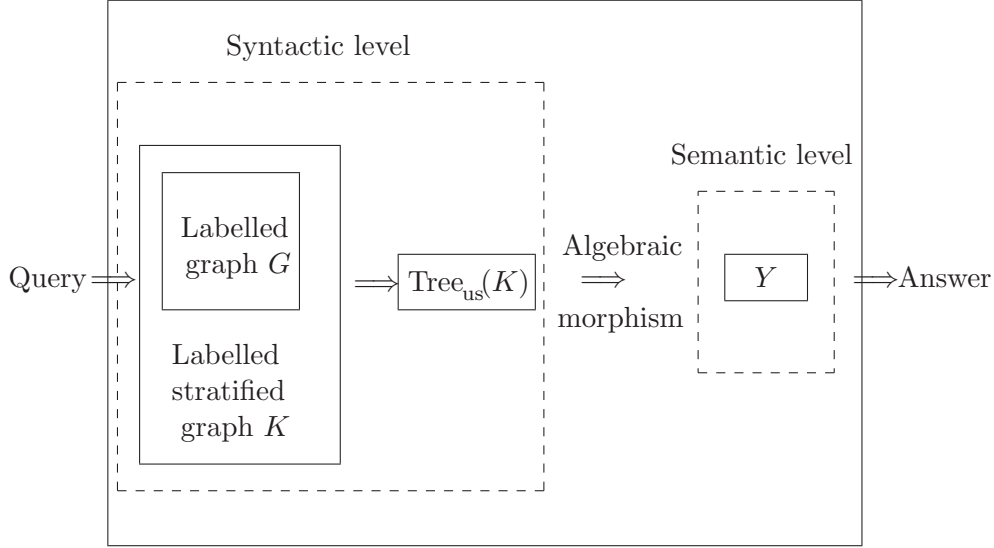 Syntactic level
Semantic level
Labelled
graph G
Query
Tree_us(K)
Algebraic
morphism
Y
Answer
Labelled
stratified
graph K